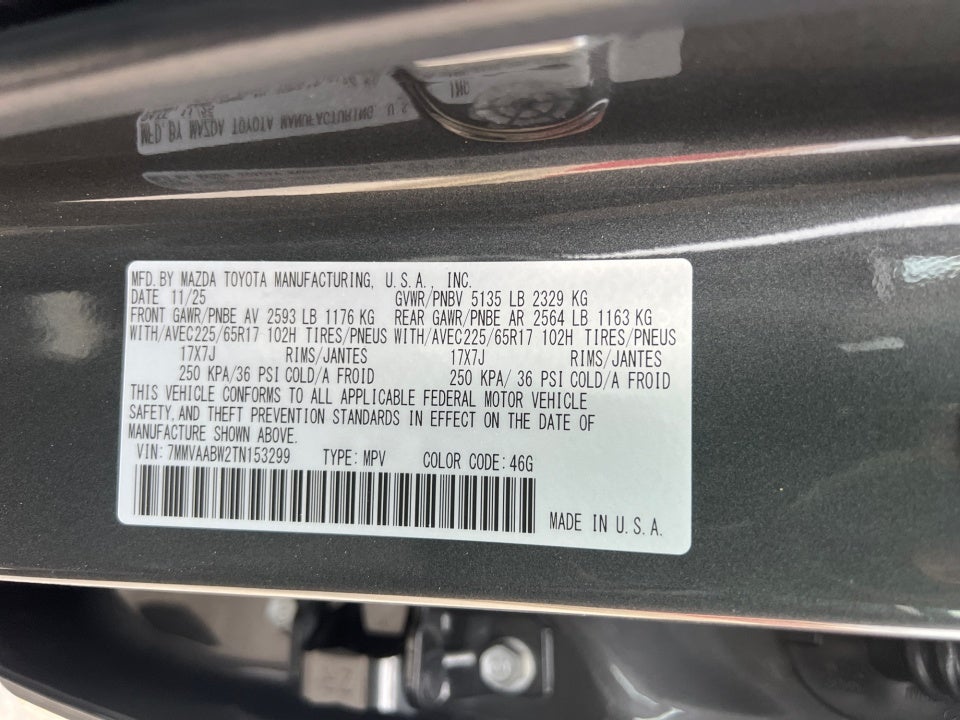 MFD. BY MAZDA TOYOTA MANUFACTURING, U.S.A., INC.
DATE 11/25 GVWR/PNBV 5135 LB 2329 KG
FRONT GAWR/PNBE AV 2593 LB 1176 KG REAR GAWR/PNBE AR 2564 LB 1163 KG
WITH/AVEC225/65R17 102H TIRES/PNEUS WITH/AVEC225/65R17 102H TIRES/PNEUS
17X7J RIMS/JANTES 17X7J RIMS/JANTES
250 KPA/36 PSI COLD/A FROID 250 KPA/ 36 PSI COLD/A FROID
THIS VEHICLE CONFORMS TO ALL APPLICABLE FEDERAL MOTOR VEHICLE
SAFETY, AND THEFT PREVENTION STANDARDS IN EFFECT ON THE DATE OF
MANUFACTURE SHOWN ABOVE.
VIN: 7MMVAABW2TN153299 TYPE: MPV COLOR CODE: 46G
MADE IN U.S.A.